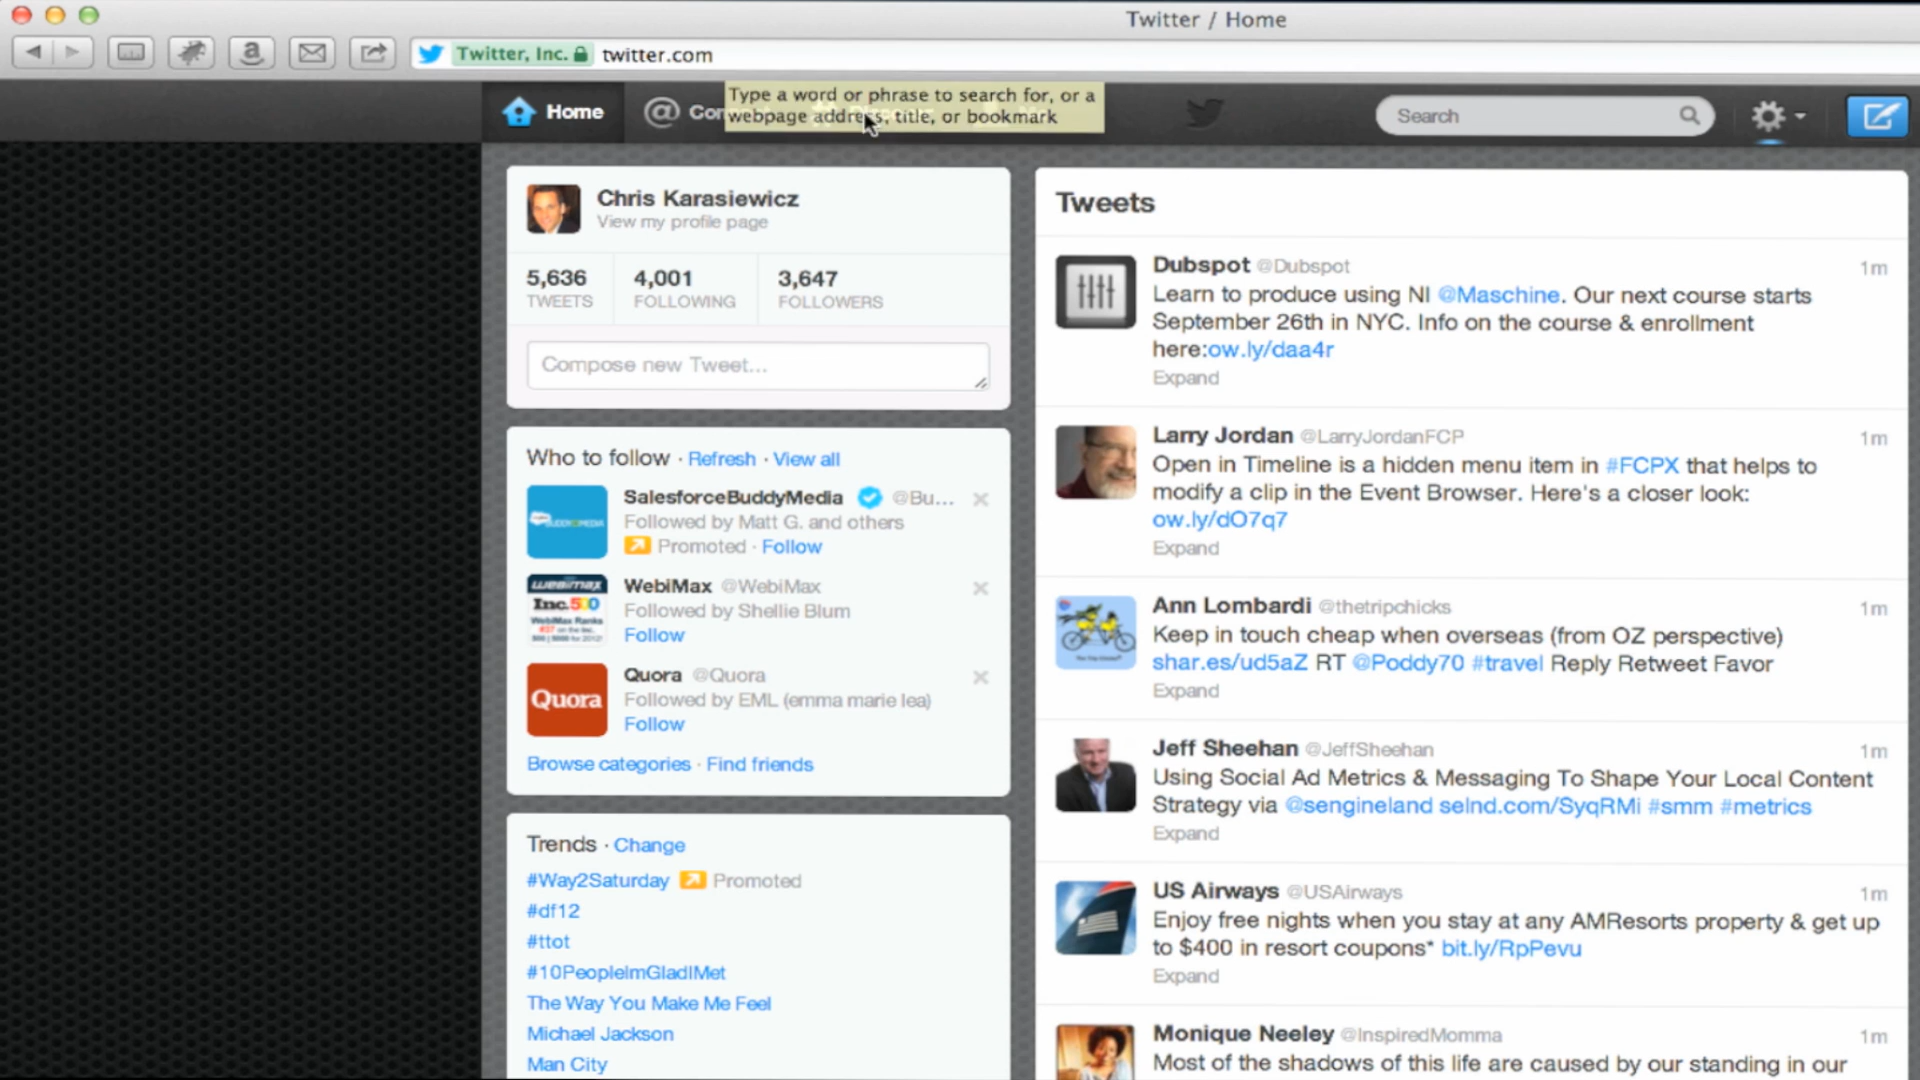 Twitter / Home
Twitter, Inc. twitter.com
Home
@ Con
Type a word or phrase to search for, or a
webpage address, title, or bookmark
Search
Chris Karasiewicz
View my profile page
5,636
TWEETS
4,001
FOLLOWING
3,647
FOLLOWERS
Compose new Tweet...
Who to follow · Refresh · View all
SalesforceBuddyMedia @Bu...
Followed by Matt G. and others
Promoted · Follow
WebiMax @WebiMax
Followed by Shellie Blum
Follow
webimax
Inc.500
WebiMax Ranks
Quora
Quora @Quora
Followed by EML (emma marie lea)
Follow
Browse categories · Find friends
Trends · Change
#Way2Saturday Promoted
#df12
#ttot
#10PeopleImGladIMet
The Way You Make Me Feel
Michael Jackson
Man City
Tweets
Dubspot @Dubspot 1m
Learn to produce using NI @Maschine. Our next course starts
September 26th in NYC. Info on the course & enrollment
here:ow.ly/daa4r
Expand
Larry Jordan @LarryJordanFCP 1m
Open in Timeline is a hidden menu item in #FCPX that helps to
modify a clip in the Event Browser. Here's a closer look:
ow.ly/dO7q7
Expand
Ann Lombardi @thetripchicks 1m
Keep in touch cheap when overseas (from OZ perspective)
shar.es/ud5aZ RT @Poddy70 #travel Reply Retweet Favor
Expand
Jeff Sheehan @JeffSheehan 1m
Using Social Ad Metrics & Messaging To Shape Your Local Content
Strategy via @sengineland selnd.com/SyqRMi #smm #metrics
Expand
US Airways @USAirways 1m
Enjoy free nights when you stay at any AMResorts property & get up
to $400 in resort coupons* bit.ly/RpPevu
Expand
Monique Neeley @InspiredMomma 1m
Most of the shadows of this life are caused by our standing in our